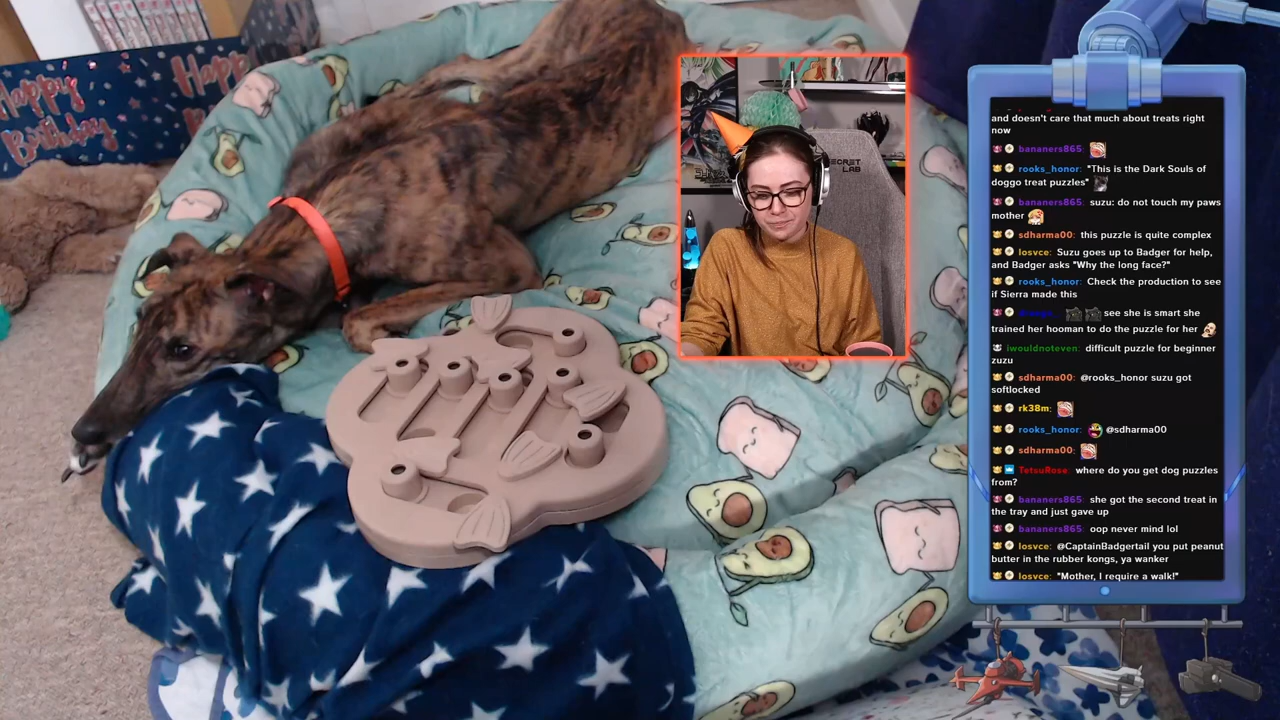 Happy
Birthday
Happ
SECRET
LAB
and doesn't care that much about treats right
now
bananers865:
rooks_honor: "This is the Dark Souls of
doggo treat puzzles"
bananers865: suzu: do not touch my paws
mother
sdharma00: this puzzle is quite complex
losvce: Suzu goes up to Badger for help,
and Badger asks "Why the long face?"
rooks_honor: Check the production to see
if Sierra made this
see she is smart she
trained her hooman to do the puzzle for her
iwouldnoteven: difficult puzzle for beginner
zuzu
sdharma00: @rooks_honor suzu got
softlocked
rk38m:
rooks_honor: @sdharma00
sdharma00:
TetsuRose: where do you get dog puzzles
from?
bananers865: she got the second treat in
the tray and just gave up
bananers865: oop never mind lol
losvce: @CaptainBadgertail you put peanut
butter in the rubber kongs, ya wanker
losvce: "Mother, I require a walk!"